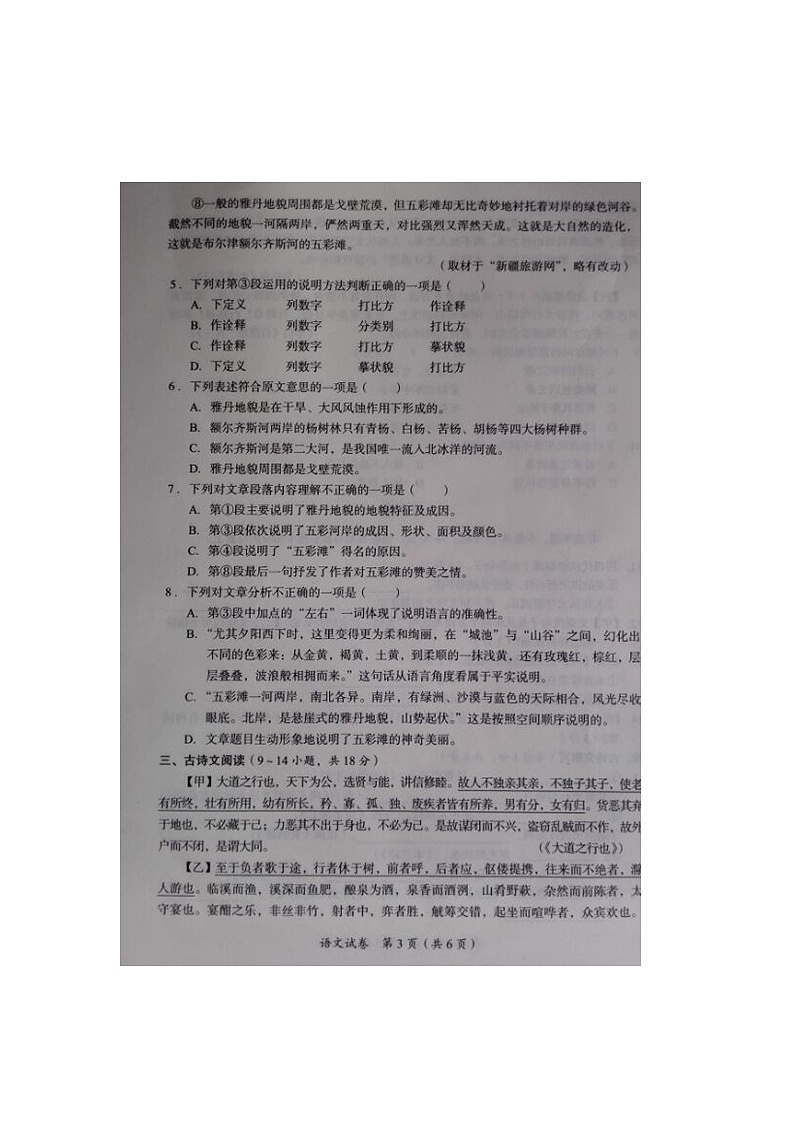 ⑧一般的雅丹地貌周围都是戈壁荒漠，但五彩滩却无比奇妙地衬托着对岸的绿色河谷。
截然不同的地貌一河隔两岸，俨然两重天，对比强烈又浑然天成。这就是大自然的造化，
这就是布尔津额尔齐斯河的五彩滩。
（取材于“新疆旅游网”，略有改动）
5．下列对第③段运用的说明方法判断正确的一项是（　　）
A．下定义　列数字　打比方　作诠释
B．作诠释　列数字　分类别　打比方
C．作诠释　列数字　打比方　摹状貌
D．下定义　列数字　摹状貌　打比方
6．下列表述符合原文意思的一项是（　　）
A．雅丹地貌是在干旱、大风风蚀作用下形成的。
B．额尔齐斯河两岸的杨树林只有青杨、白杨、苦杨、胡杨等四大杨树种群。
C．额尔齐斯河是第二大河，是我国唯一流入北冰洋的河流。
D．雅丹地貌周围都是戈壁荒漠。
7．下列对文章段落内容理解不正确的一项是（　　）
A．第①段主要说明了雅丹地貌的地貌特征及成因。
B．第③段依次说明了五彩河岸的成因、形状、面积及颜色。
C．第④段说明了“五彩滩”得名的原因。
D．第⑧段最后一句抒发了作者对五彩滩的赞美之情。
8．下列对文章分析不正确的一项是（　　）
A．第③段中加点的“左右”一词体现了说明语言的准确性。
B．“尤其夕阳西下时，这里变得更为柔和绚丽，在“城池”与“山谷”之间，幻化出
不同的色彩来：从金黄，褐黄，土黄，到柔顺的一抹浅黄，还有玫瑰红，棕红，层
层叠叠，波浪般相拥而来。”这句话从语言角度看属于平实说明。
C．“五彩滩一河两岸，南北各异。南岸，有绿洲、沙漠与蓝色的天际相合，风光尽收
眼底。北岸，是悬崖式的雅丹地貌，山势起伏。”这是按照空间顺序说明的。
D．文章题目生动形象地说明了五彩滩的神奇美丽。
三、古诗文阅读（9～14小题，共18分）
【甲】大道之行也，天下为公，选贤与能，讲信修睦。故人不独亲其亲，不独子其子，使老
有所终，壮有所用，幼有所长，矜、寡、孤、独、废疾者皆有所养，男有分，女有归。货恶其弃
于地也，不必藏于己；力恶其不出于身也，不必为己。是故谋闭而不兴，盗窃乱贼而不作，故外
户而不闭，是谓大同。　（《大道之行也》）
【乙】至于负者歌于途，行者休于树，前者呼，后者应，伛偻提携，往来而不绝者，滁
人游也。临溪而渔，溪深而鱼肥，酿泉为酒，泉香而酒洌，山肴野蔌，杂然而前陈者，太
守宴也。宴酣之乐，非丝非竹，射者中，弈者胜，觥筹交错，起坐而喧哗者，众宾欢也。
语文试卷　第3页（共6页）